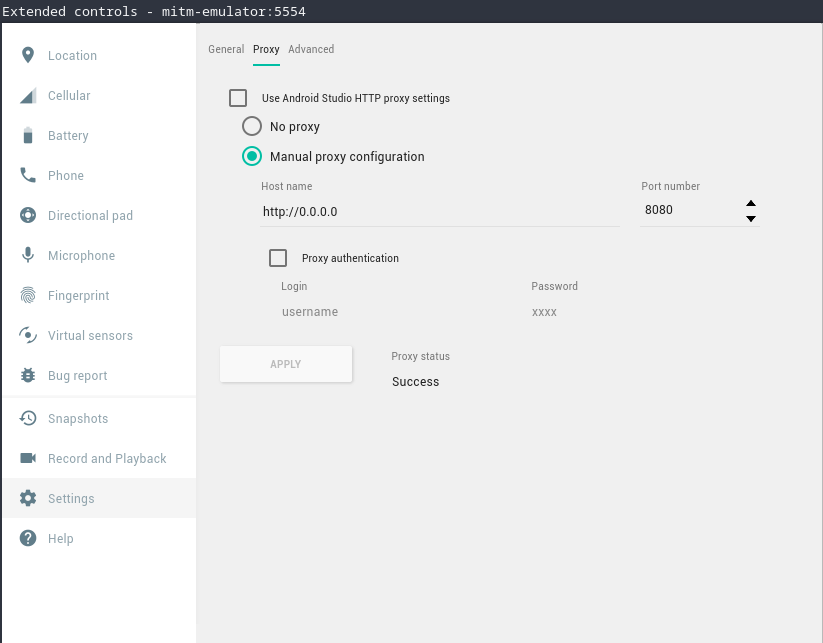 Extended controls - mitm-emulator:5554
Location
Cellular
Battery
Phone
Directional pad
Microphone
Fingerprint
Virtual sensors
Bug report
Snapshots
Record and Playback
Settings
Help
General Proxy Advanced
Use Android Studio HTTP proxy settings
No proxy
Manual proxy configuration
Host name Port number
http://0.0.0.0 8080
Proxy authentication
Login Password
username xxxx
APPLY
Proxy status
Success